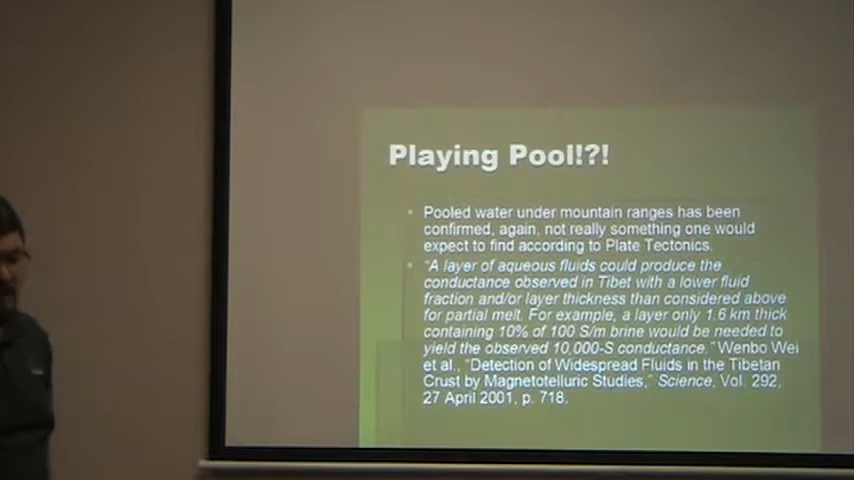 Playing Pool!?!
Pooled water under mountain ranges has been
confirmed, again, not really something one would
expect to find according to Plate Tectonics.
“A layer of aqueous fluids could produce the
conductance observed in Tibet with a lower fluid
fraction and/or layer thickness than considered above
for partial melt. For example, a layer only 1.6 km thick
containing 10% of 100 S/m brine would be needed to
yield the observed 10,000-S conductance.” Wenbo Wei
et al., “Detection of Widespread Fluids in the Tibetan
Crust by Magnetotelluric Studies,” Science, Vol. 292,
27 April 2001, p. 718.